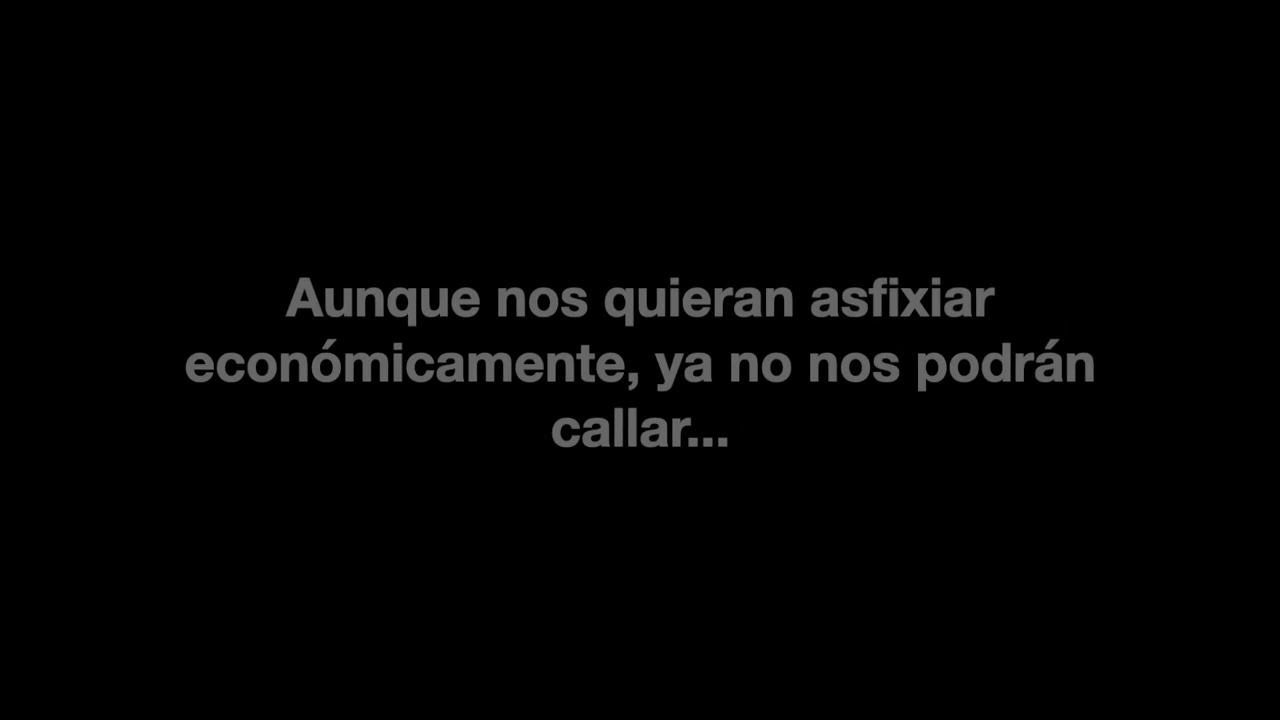 Aunque nos quieran asfixiar
económicamente, ya no nos podrán
callar...